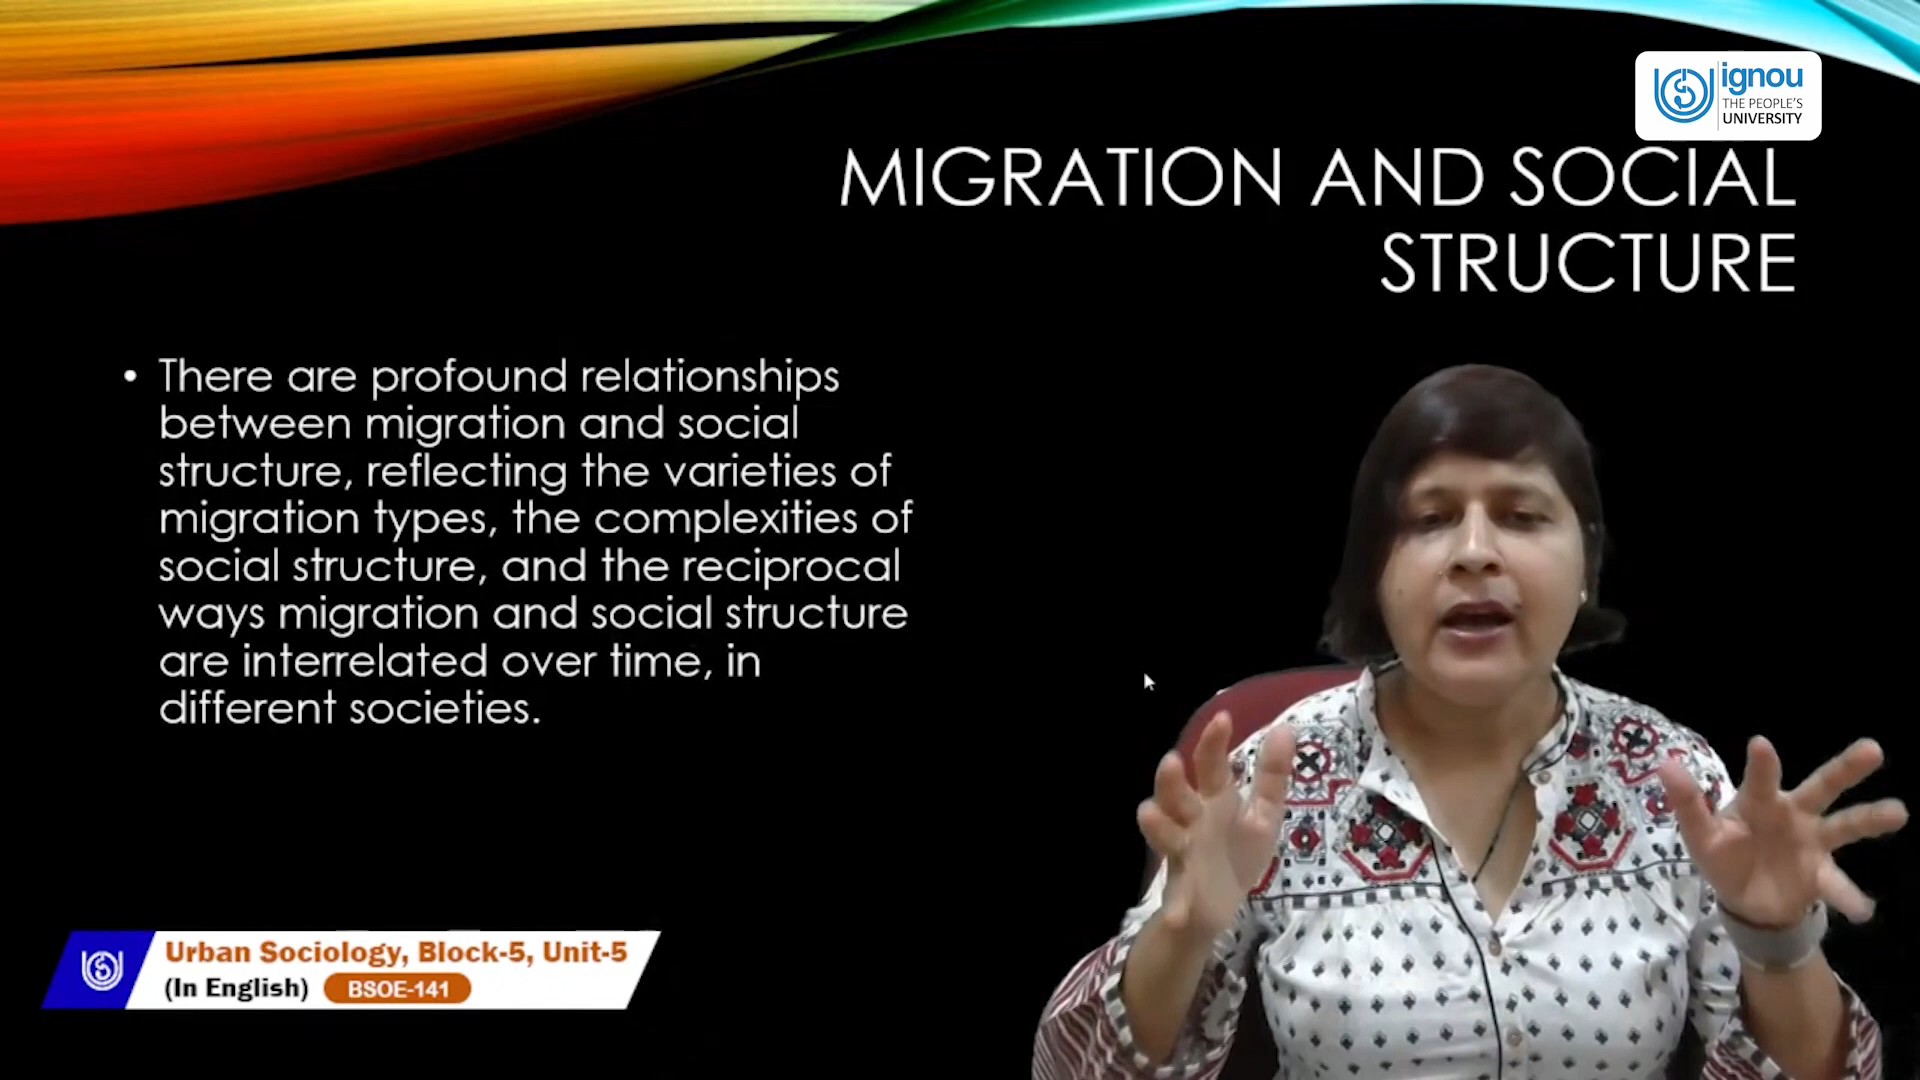 ignou
THE PEOPLE'S
UNIVERSITY
MIGRATION AND SOCIAL
STRUCTURE
• There are profound relationships
between migration and social
structure, reflecting the varieties of
migration types, the complexities of
social structure, and the reciprocal
ways migration and social structure
are interrelated over time, in
different societies.
Urban Sociology, Block-5, Unit-5
(In English) BSOE-141